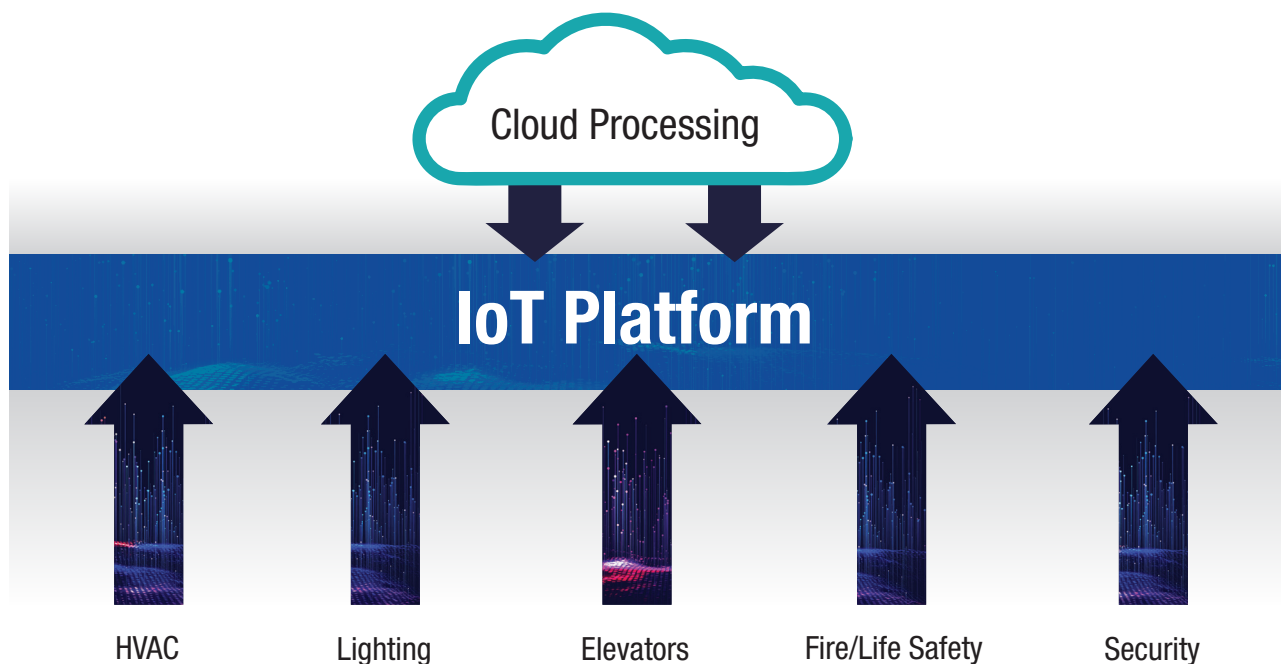 Cloud Processing
IoT Platform
HVAC
Lighting
Elevators
Fire/Life Safety
Security